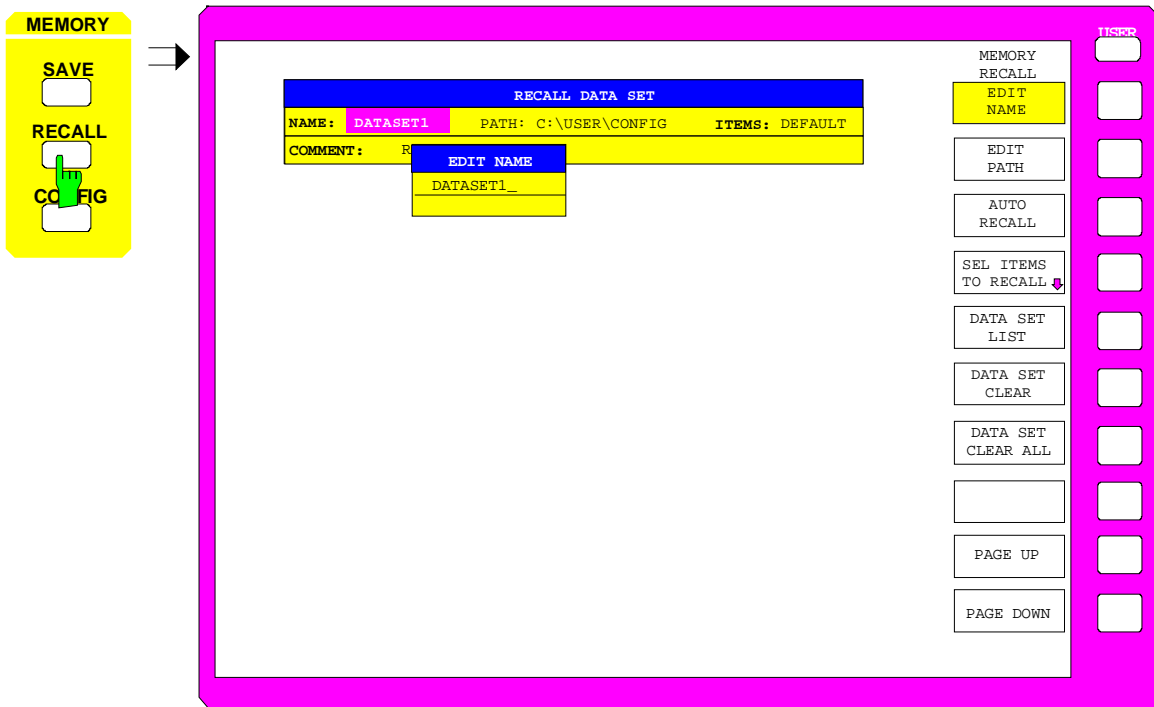 MEMORY
SAVE
RECALL
CO FIG
USER
RECALL DATA SET
NAME: DATASET1 PATH: C:\USER\CONFIG ITEMS: DEFAULT
COMMENT: R
EDIT NAME
DATASET1_
MEMORY
RECALL
EDIT
NAME
EDIT
PATH
AUTO
RECALL
SEL ITEMS
TO RECALL
DATA SET
LIST
DATA SET
CLEAR
DATA SET
CLEAR ALL
PAGE UP
PAGE DOWN